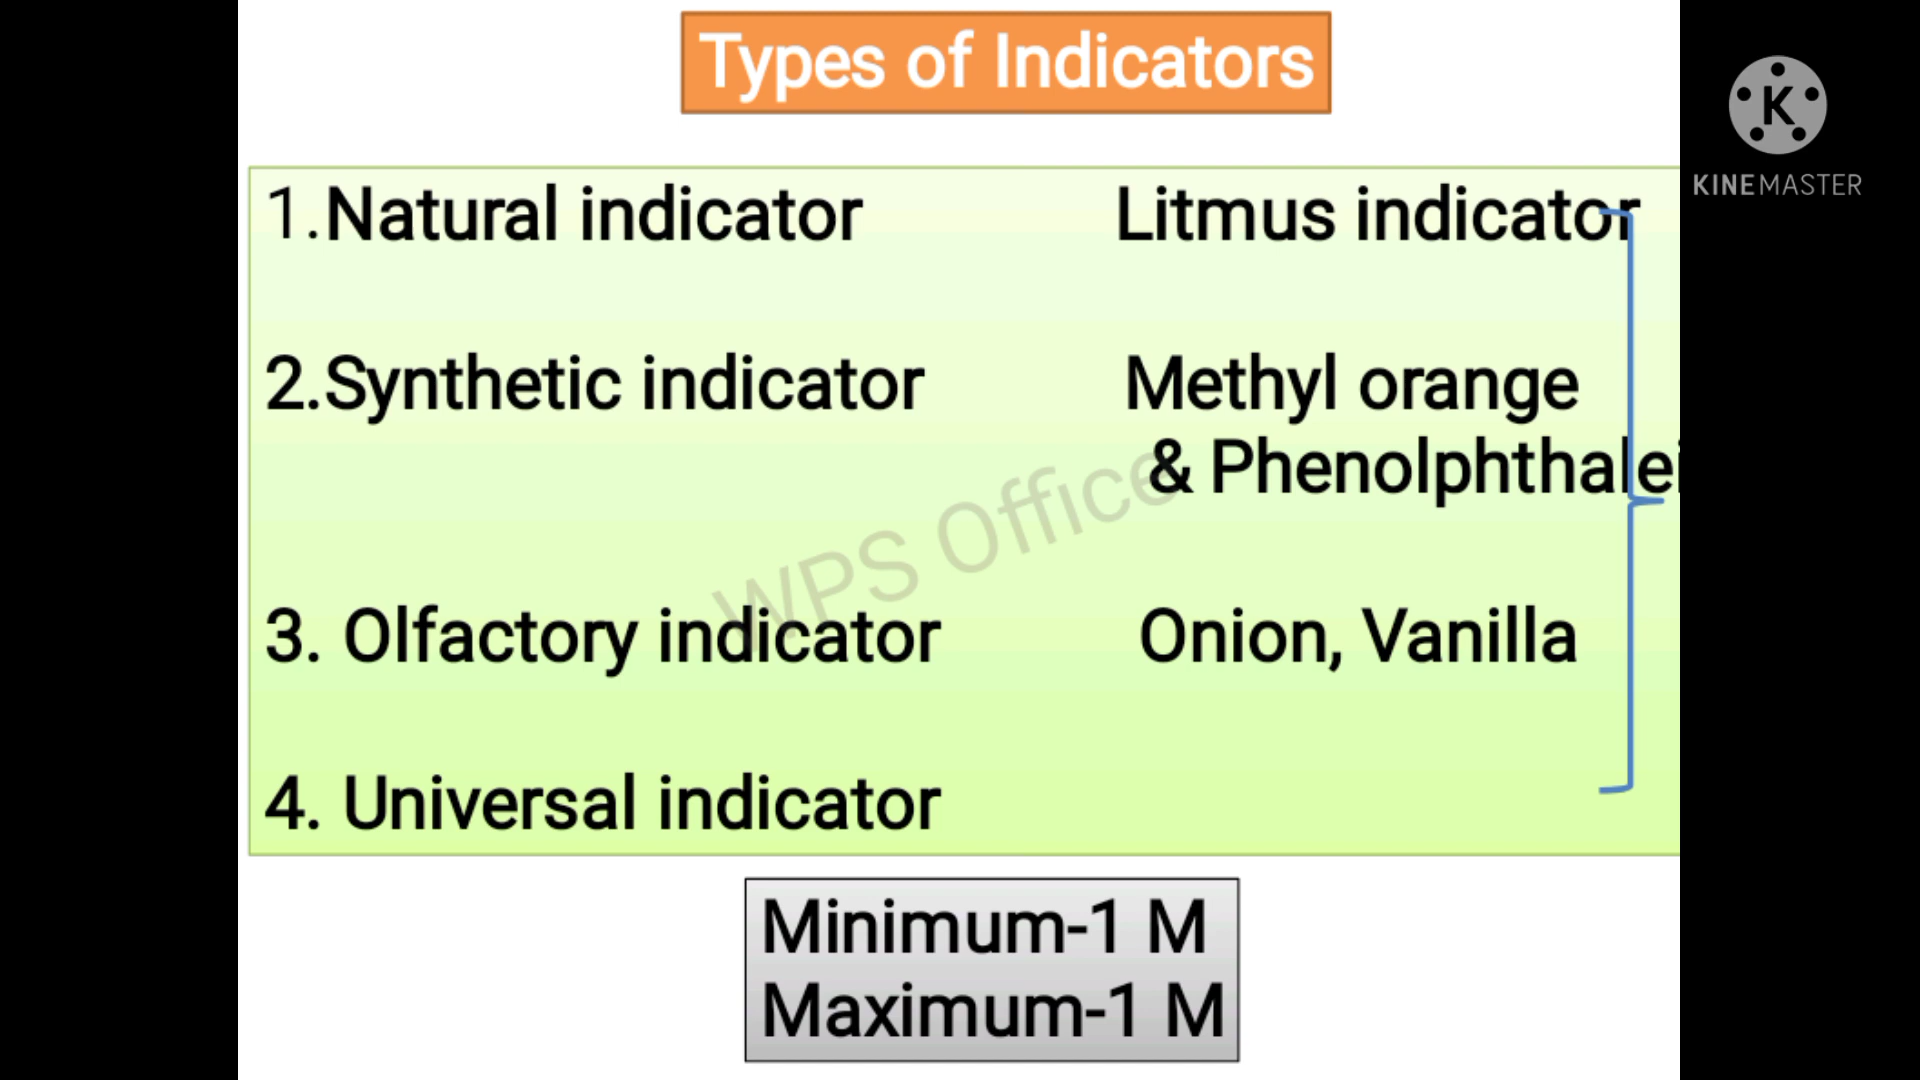 Types of Indicators
KINEMASTER
1.Natural indicator Litmus indicator
2.Synthetic indicator Methyl orange
& Phenolphthalei
3. Olfactory indicator Onion, Vanilla
4. Universal indicator
WPS Office
Minimum-1 M
Maximum-1 M